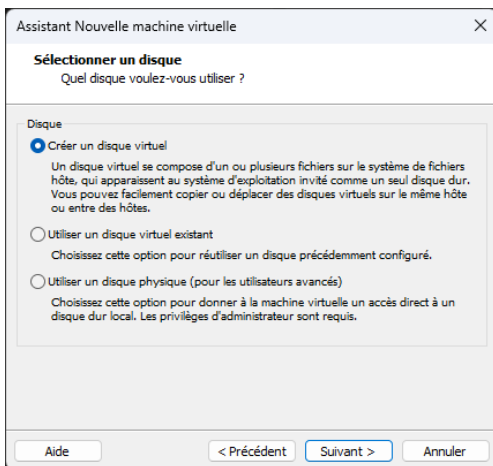 Assistant Nouvelle machine virtuelle
Sélectionner un disque
Quel disque voulez-vous utiliser ?
Disque
Créer un disque virtuel
Un disque virtuel se compose d'un ou plusieurs fichiers sur le système de fichiers
hôte, qui apparaissent au système d'exploitation invité comme un seul disque dur.
Vous pouvez facilement copier ou déplacer des disques virtuels sur le même hôte
ou entre des hôtes.
Utiliser un disque virtuel existant
Choisissez cette option pour réutiliser un disque précédemment configuré.
Utiliser un disque physique (pour les utilisateurs avancés)
Choisissez cette option pour donner à la machine virtuelle un accès direct à un
disque dur local. Les privilèges d'administrateur sont requis.
Aide
< Précédent
Suivant >
Annuler